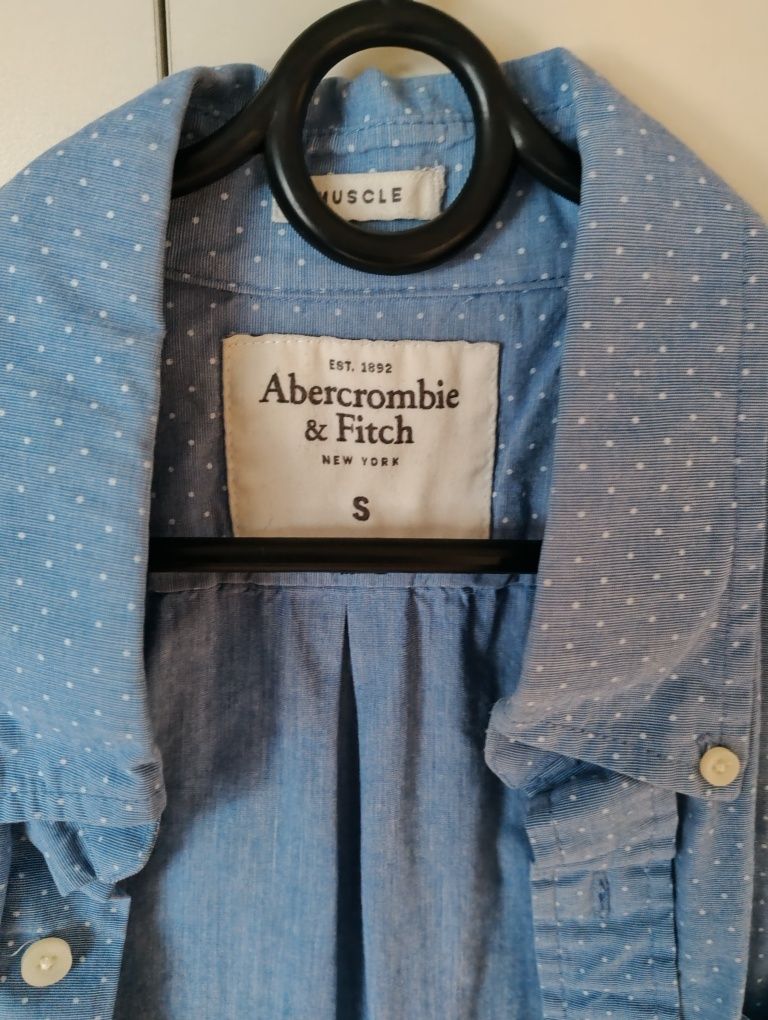 MUSCLE
EST. 1892
Abercrombie
& Fitch
NEW YORK
S